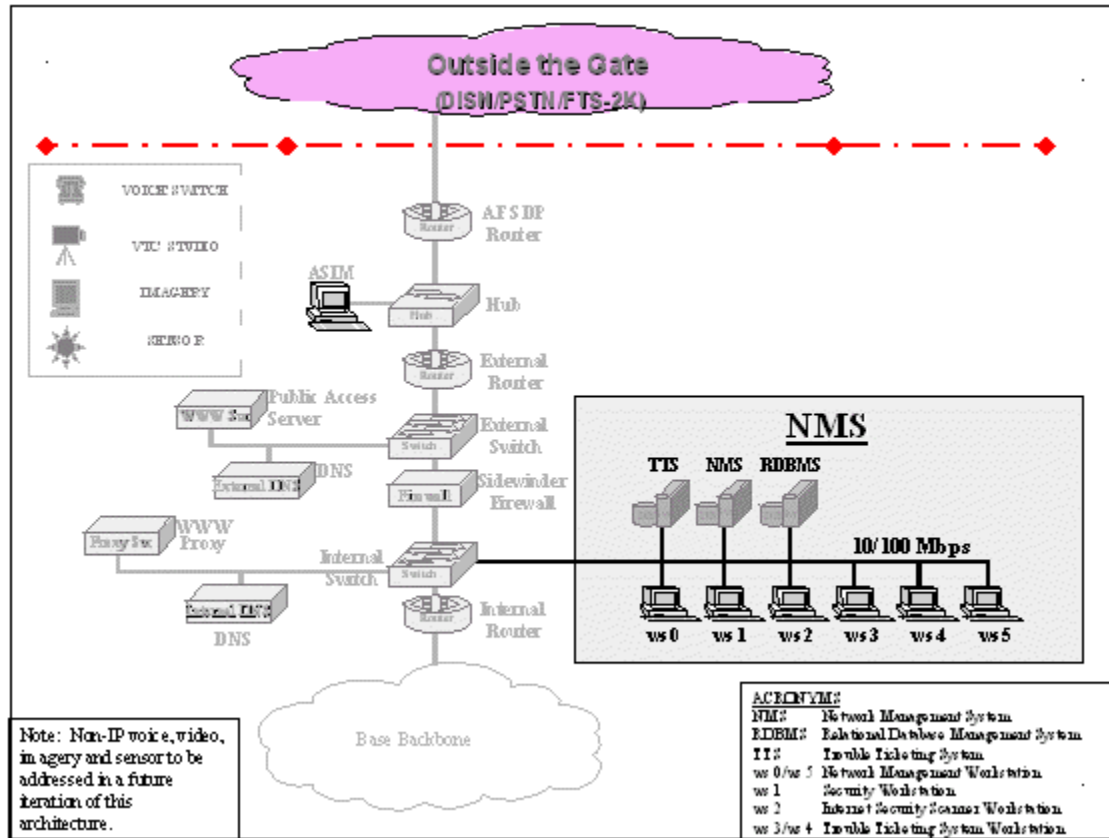 Outside the Gate
(DISN/PSTN/FTS-2K)
VOICE SWITCH
VTC STUDIO
IMAGERY
SENSOR
Router
AF SDP
Router
ASIM
Hub
Hub
Router
External
Router
Public Access
Server
WWW Svr
Switch
External
Switch
DNS
External DNS
Firewall
Sidewinder
Firewall
WWW
Proxy
Proxy Svr
Internal
Switch
Switch
DNS
Router
Internal
Router
Base Backbone
NMS
TTS
NMS
RDBMS
10/100 Mbps
ws 0
ws 1
ws 2
ws 3
ws 4
ws 5
Note: Non-IP voice, video,
imagery and sensor to be
addressed in a future
iteration of this
architecture.
ACRONYMS
NMS Network Management System
RDBMS Relational Database Management System
TTS Trouble Ticketing System
ws 0/ws 5 Network Management Workstation
ws 1 Security Workstation
ws 2 Internet Security Scanner Workstation
ws 3/ws 4 Trouble Ticketing System Workstation